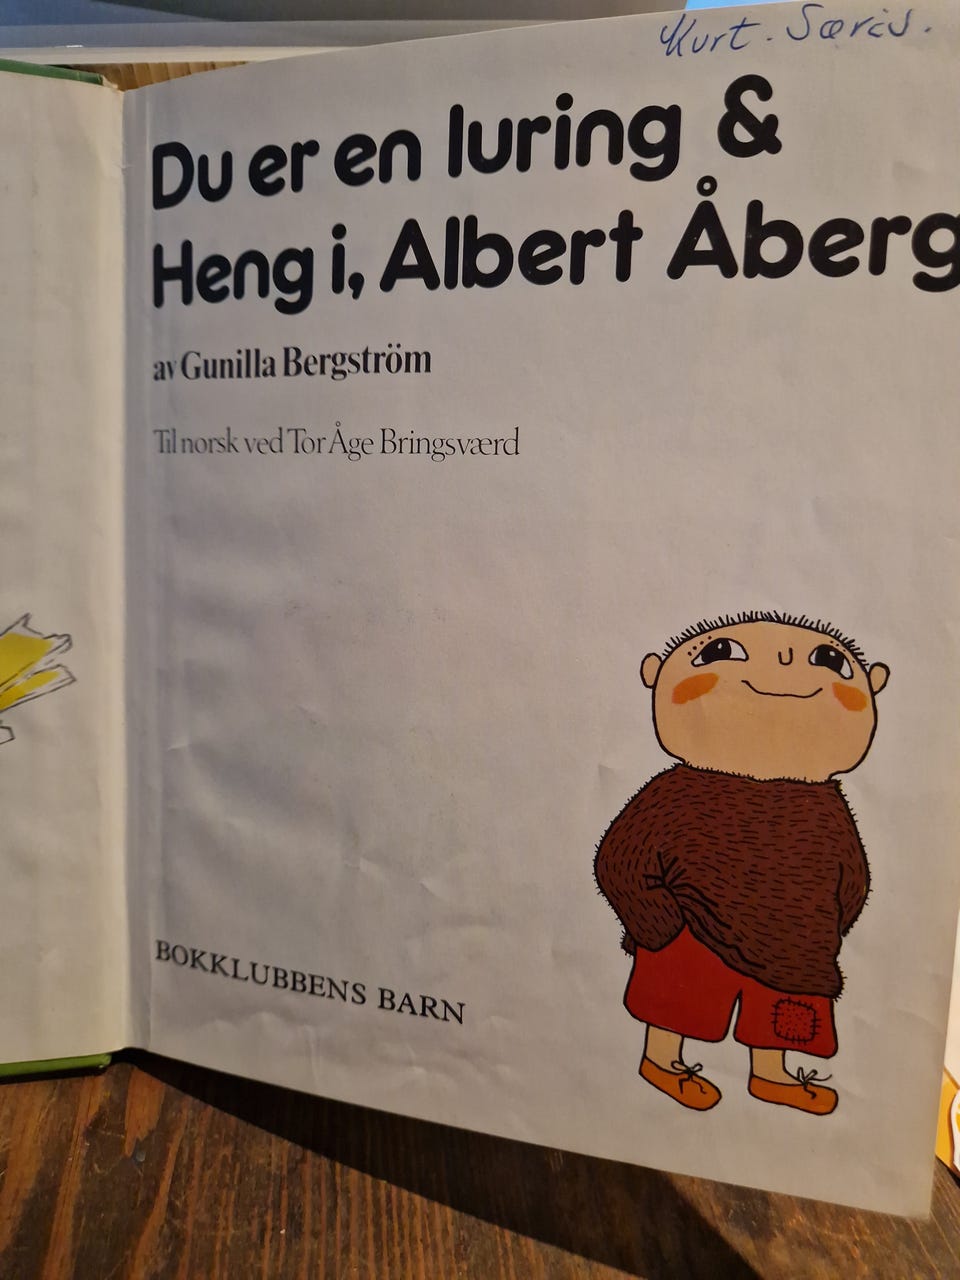 Kurt. Særis.
Du er en luring &
Heng i, Albert Åberg
av Gunilla Bergström
Til norsk ved Tor Åge Bringsværd
BOKKLUBBENS BARN